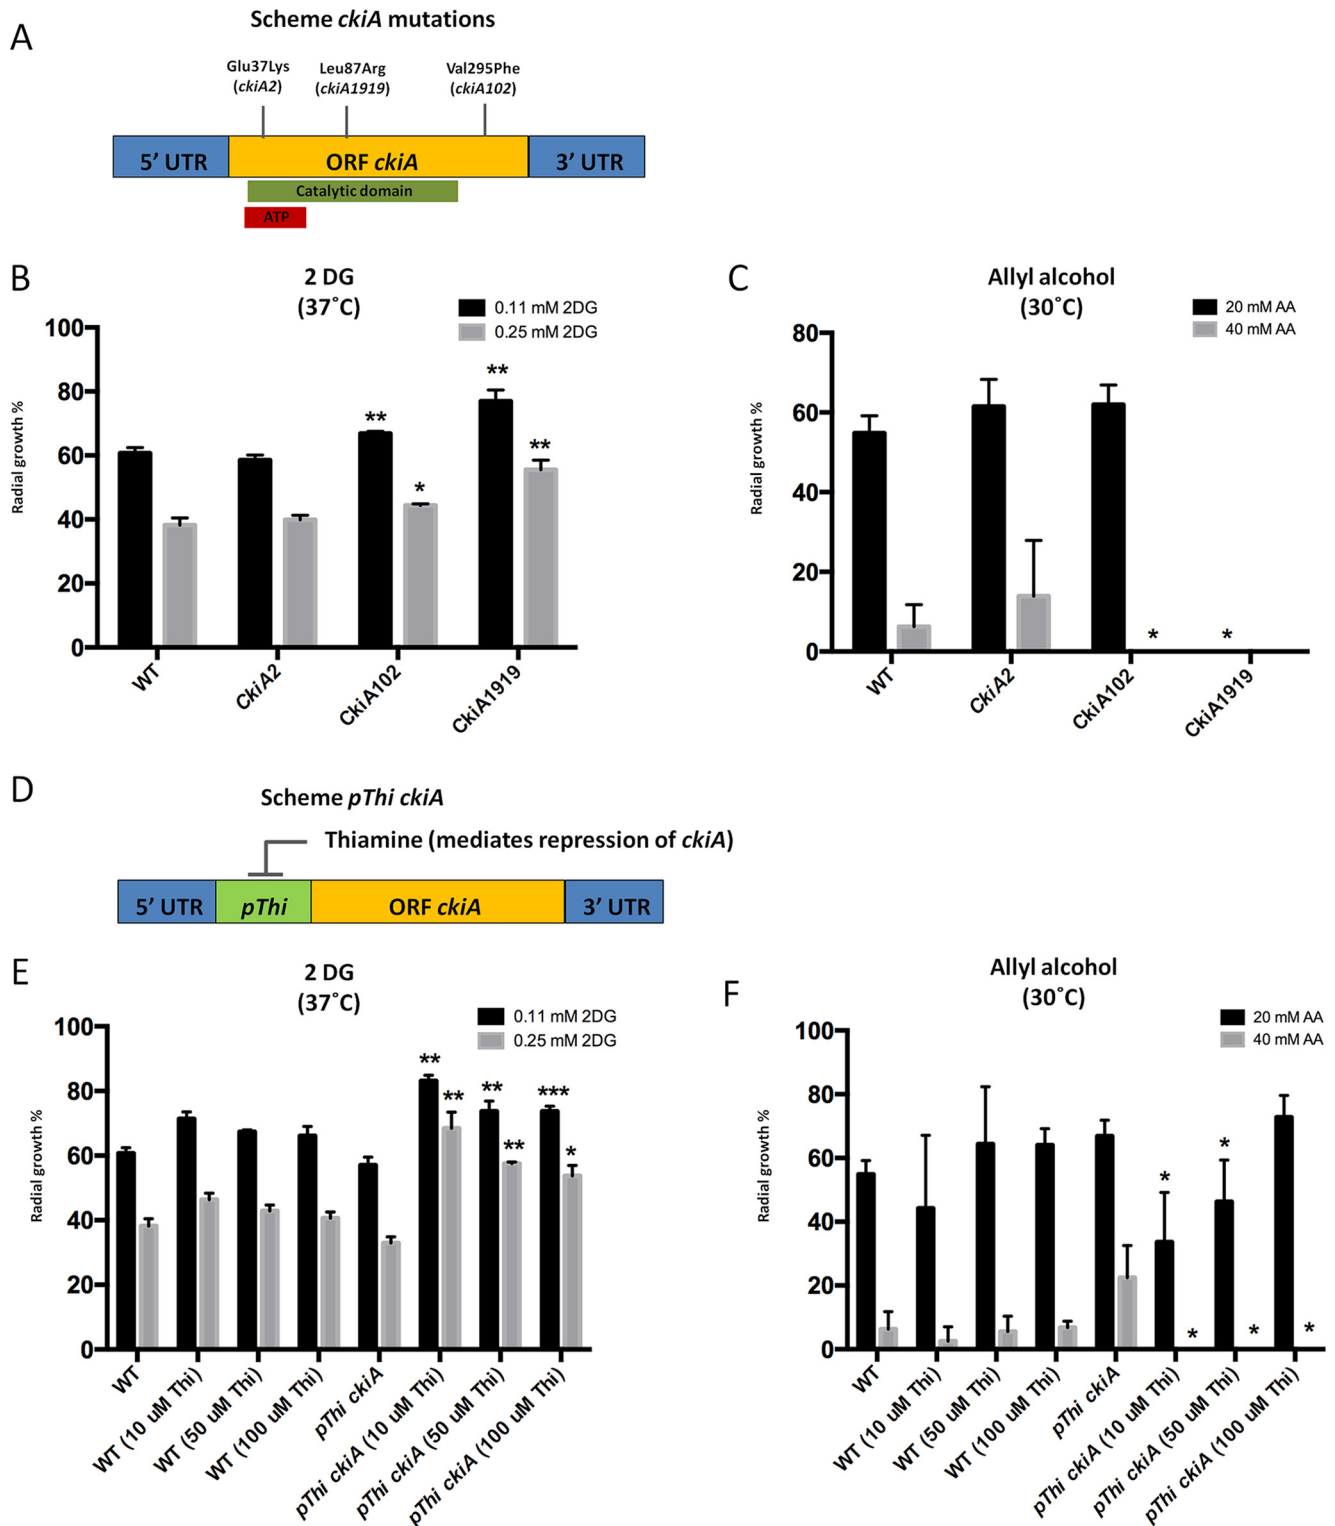 A
Scheme ckiA mutations
Glu37Lys
(ckiA2)
Leu87Arg
(ckiA1919)
Val295Phe
(ckiA102)
5’ UTR
ORF ckiA
3’ UTR
Catalytic domain
ATP
B
2 DG
(37˚C)
0.11 mM 2DG
0.25 mM 2DG
Radial growth %
100
80
60
40
20
0
** ** * **
WT
CkiA2
CkiA102
CkiA1919
C
Allyl alcohol
(30˚C)
20 mM AA
40 mM AA
Radial growth %
80
60
40
20
0
* *
WT
CkiA2
CkiA102
CkiA1919
D
Scheme pThi ckiA
Thiamine (mediates repression of ckiA)
5’ UTR
pThi
ORF ckiA
3’ UTR
E
2 DG
(37˚C)
0.11 mM 2DG
0.25 mM 2DG
Radial growth %
100
80
60
40
20
0
** ** ** ** *** *
WT
WT (10 uM Thi)
WT (50 uM Thi)
WT (100 uM Thi)
pThi ckiA
pThi ckiA (10 uM Thi)
pThi ckiA (50 uM Thi)
pThi ckiA (100 uM Thi)
F
Allyl alcohol
(30˚C)
20 mM AA
40 mM AA
Radial growth %
100
80
60
40
20
0
* * * * *
WT
WT (10 uM Thi)
WT (50 uM Thi)
WT (100 uM Thi)
pThi ckiA
pThi ckiA (10 uM Thi)
pThi ckiA (50 uM Thi)
pThi ckiA (100 uM Thi)